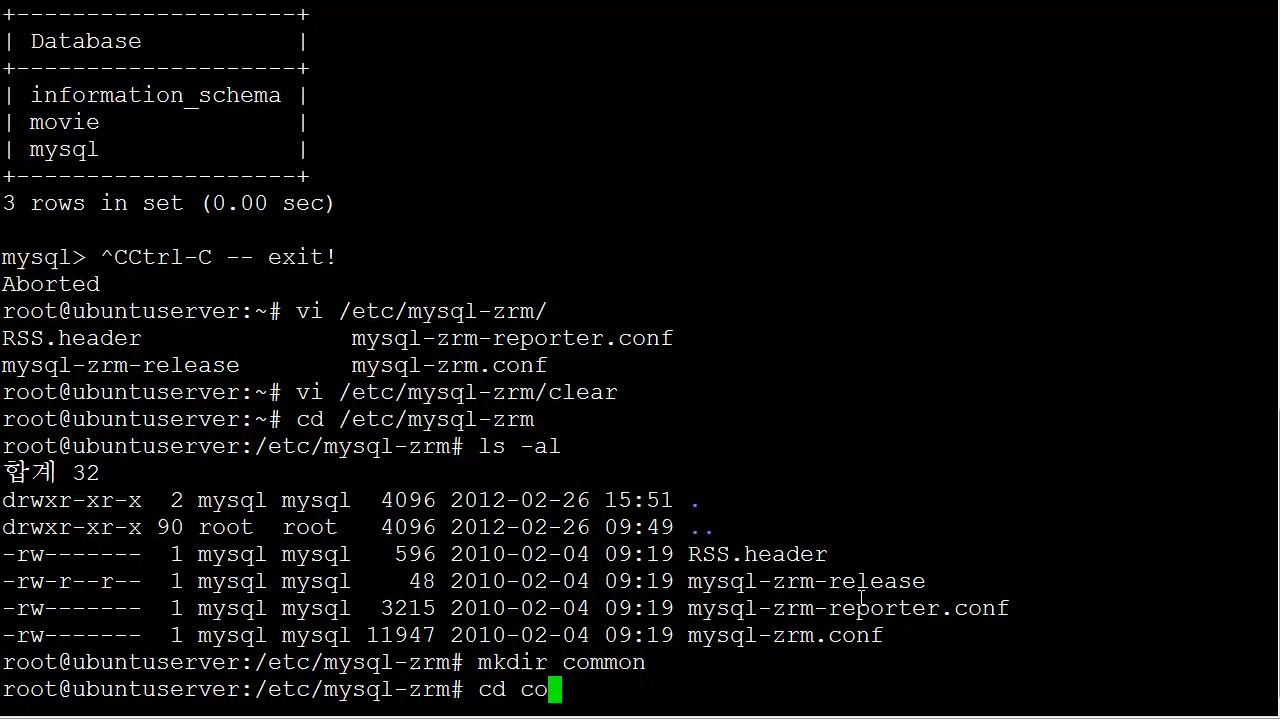 +--------------------+
| Database           |
+--------------------+
| information_schema |
| movie              |
| mysql              |
+--------------------+
3 rows in set (0.00 sec)
mysql> ^CCtrl-C -- exit!
Aborted
root@ubuntuserver:~# vi /etc/mysql-zrm/
RSS.header               mysql-zrm-reporter.conf
mysql-zrm-release        mysql-zrm.conf
root@ubuntuserver:~# vi /etc/mysql-zrm/clear
root@ubuntuserver:~# cd /etc/mysql-zrm
root@ubuntuserver:/etc/mysql-zrm# ls -al
합계 32
drwxr-xr-x  2 mysql mysql  4096 2012-02-26 15:51 .
drwxr-xr-x 90 root  root   4096 2012-02-26 09:49 ..
-rw-------  1 mysql mysql   596 2010-02-04 09:19 RSS.header
-rw-r--r--  1 mysql mysql    48 2010-02-04 09:19 mysql-zrm-release
-rw-------  1 mysql mysql  3215 2010-02-04 09:19 mysql-zrm-reporter.conf
-rw-------  1 mysql mysql 11947 2010-02-04 09:19 mysql-zrm.conf
root@ubuntuserver:/etc/mysql-zrm# mkdir common
root@ubuntuserver:/etc/mysql-zrm# cd co